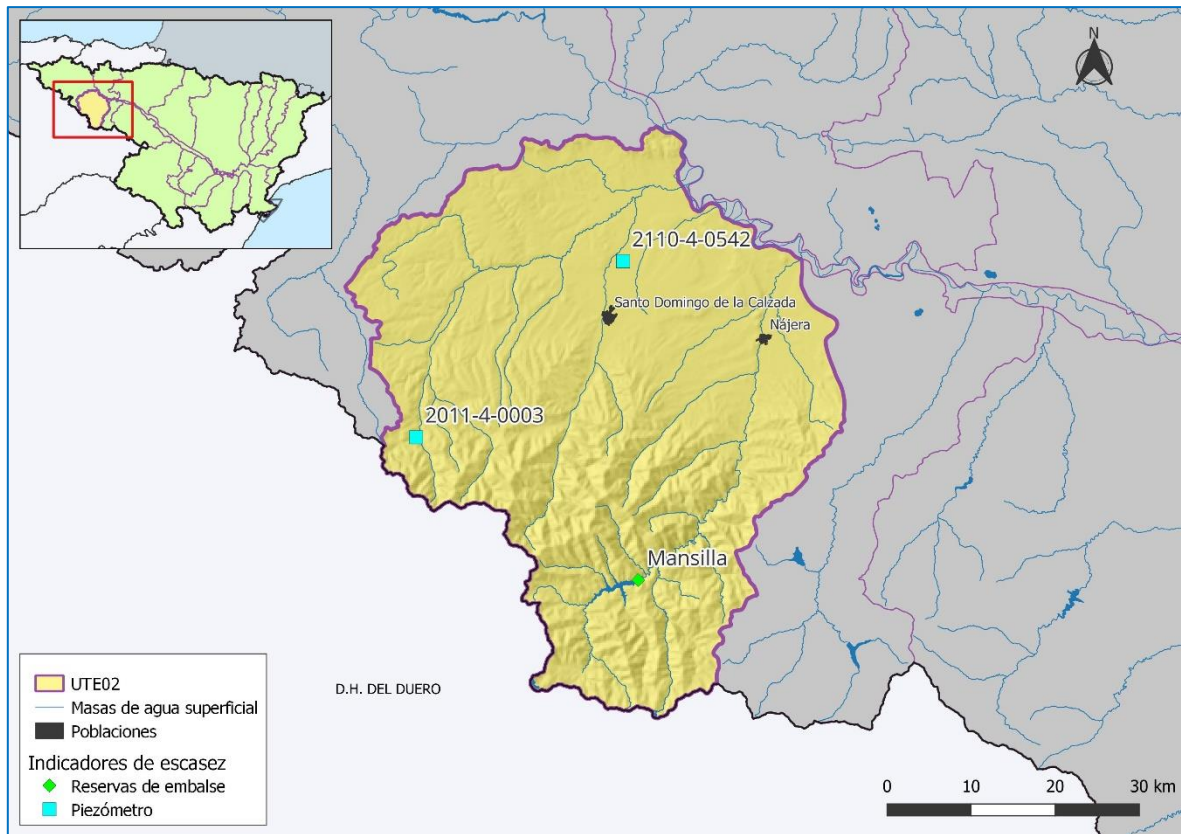 N
2110-4-0542
Santo Domingo de la Calzada
Nájera
2011-4-0003
Mansilla
D.H. DEL DUERO
UTE02
Masas de agua superficial
Poblaciones
Indicadores de escasez
Reservas de embalse
Piezómetro
0 10 20 30 km